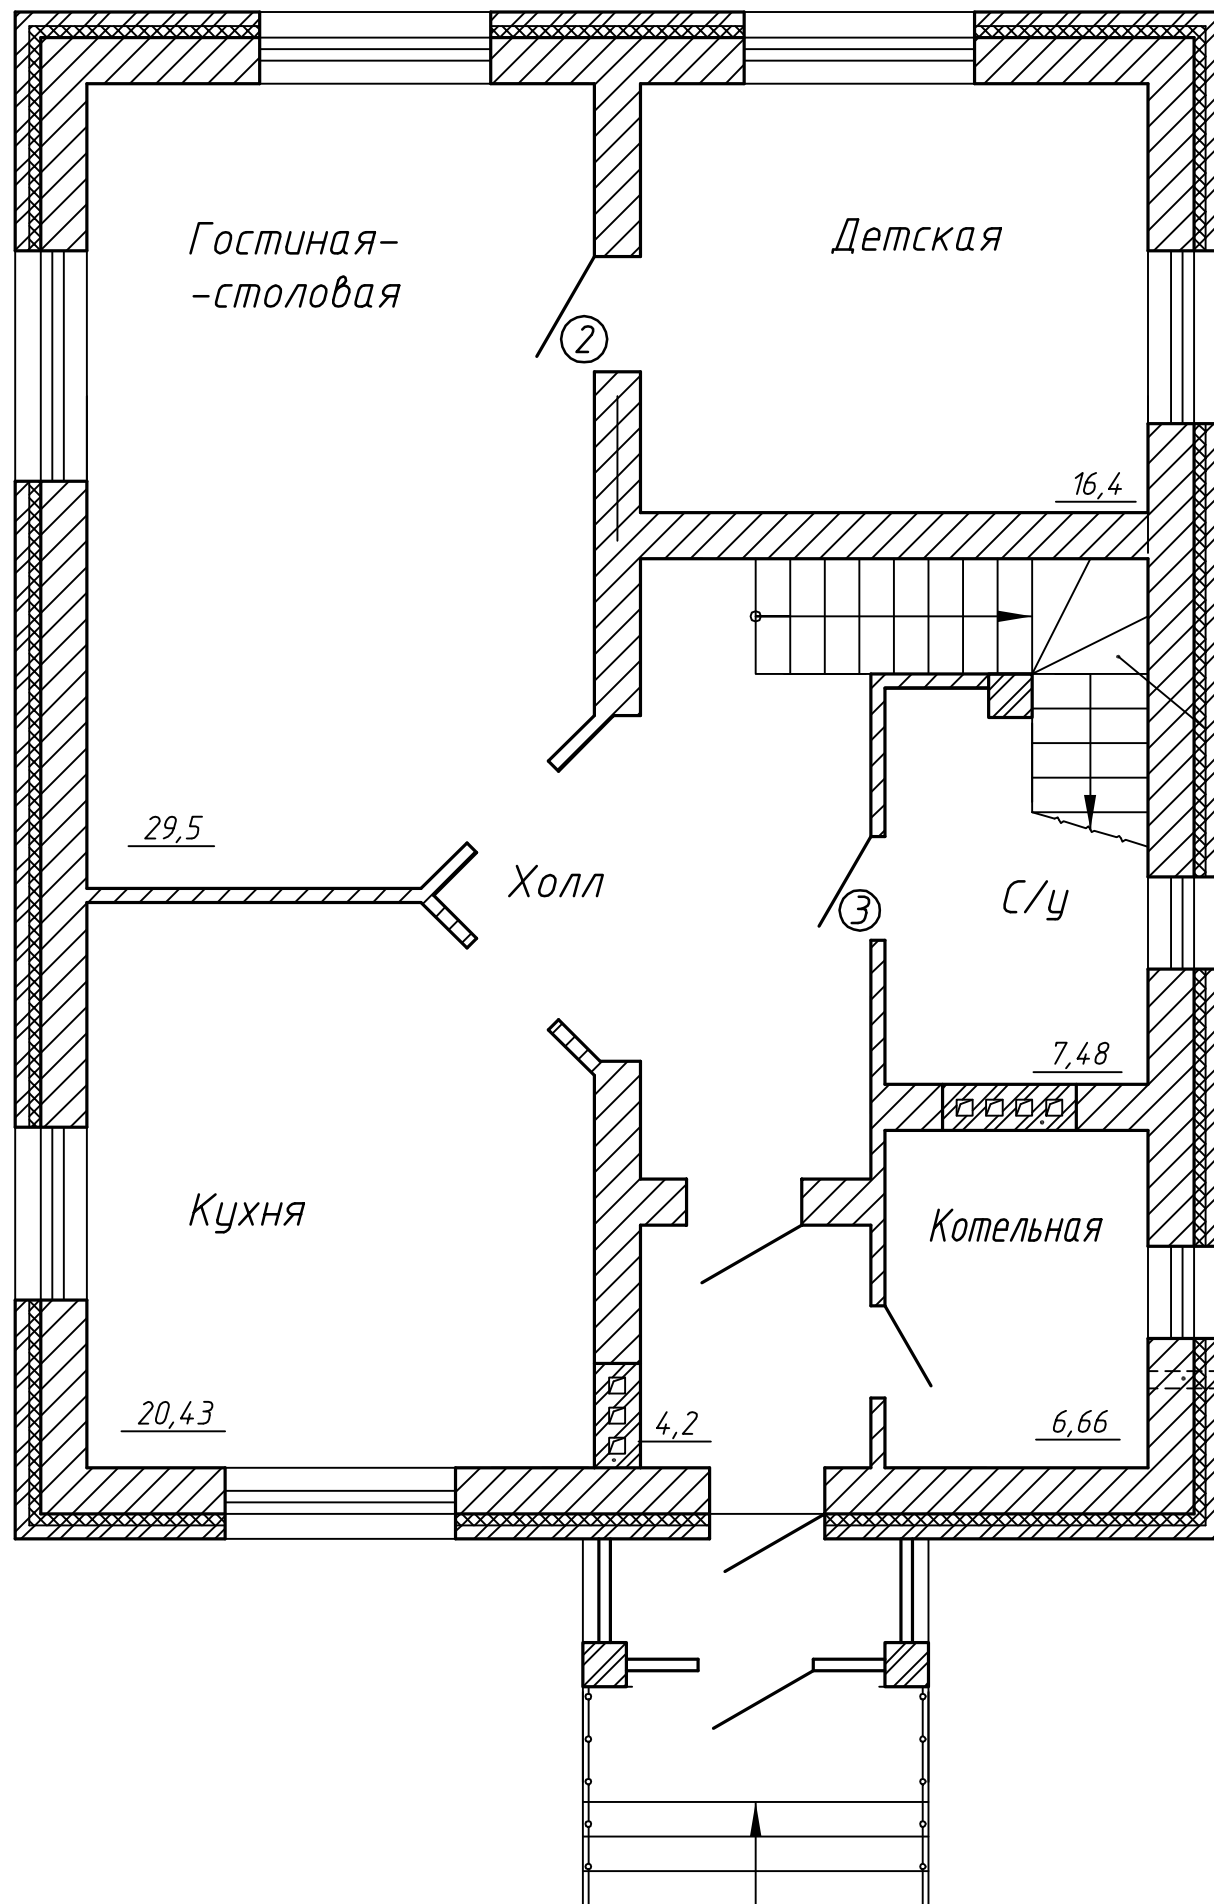 Гостиная-
-столовая
Детская
2
16,4
29,5
Холл
3
С/у
7,48
Кухня
Котельная
20,43
4,2
6,66